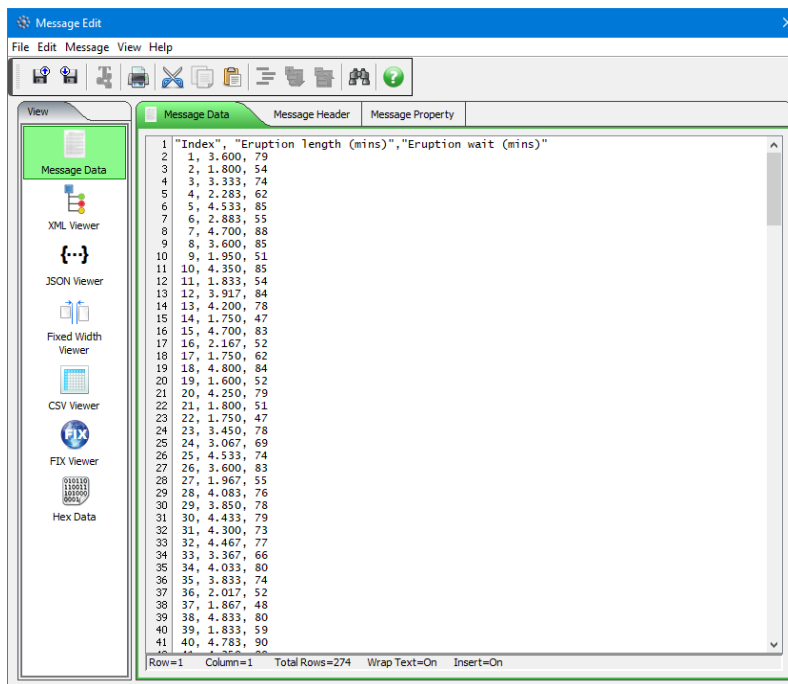 Message Edit
File Edit Message View Help
View
Message Data
XML Viewer
{···}
JSON Viewer
Fixed Width
Viewer
CSV Viewer
FIX
FIX Viewer
010110
110011
101000
0001
Hex Data
Message Data Message Header Message Property
1 "Index", "Eruption length (mins)","Eruption wait (mins)"
2 1, 3.600, 79
3 2, 1.800, 54
4 3, 3.333, 74
5 4, 2.283, 62
6 5, 4.533, 85
7 6, 2.883, 55
8 7, 4.700, 88
9 8, 3.600, 85
10 9, 1.950, 51
11 10, 4.350, 85
12 11, 1.833, 54
13 12, 3.917, 84
14 13, 4.200, 78
15 14, 1.750, 47
16 15, 4.700, 83
17 16, 2.167, 52
18 17, 1.750, 62
19 18, 4.800, 84
20 19, 1.600, 52
21 20, 4.250, 79
22 21, 1.800, 51
23 22, 1.750, 47
24 23, 3.450, 78
25 24, 3.067, 69
26 25, 4.533, 74
27 26, 3.600, 83
28 27, 1.967, 55
29 28, 4.083, 76
30 29, 3.850, 78
31 30, 4.433, 79
32 31, 4.300, 73
33 32, 4.467, 77
34 33, 3.367, 66
35 34, 4.033, 80
36 35, 3.833, 74
37 36, 2.017, 52
38 37, 1.867, 48
39 38, 4.833, 80
40 39, 1.833, 59
41 40, 4.783, 90
Row=1 Column=1 Total Rows=274 Wrap Text=On Insert=On